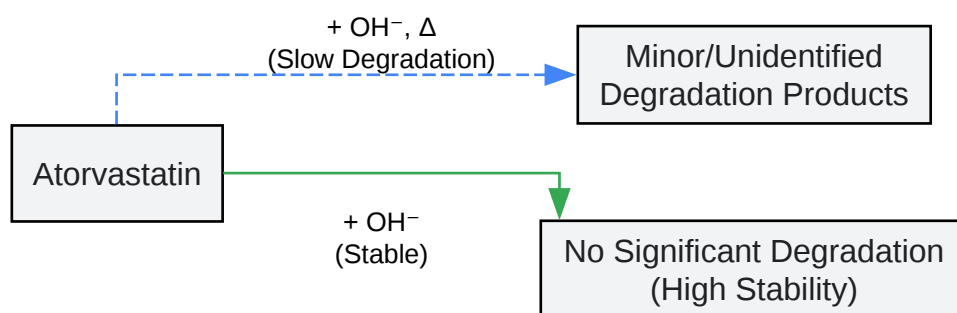 + OH⁻, Δ
(Slow Degradation)
Minor/Unidentified
Degradation Products
Atorvastatin
+ OH⁻
(Stable)
No Significant Degradation
(High Stability)